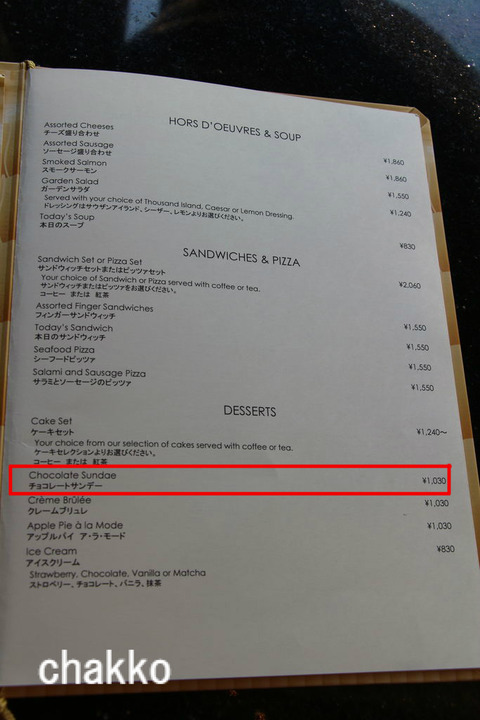 HORS D'OEUVRES & SOUP
Assorted Cheeses
チーズ盛り合わせ
¥1,860
Assorted Sausage
ソーセージ盛り合わせ
¥1,860
Smoked Salmon
スモークサーモン
¥1,550
Garden Salad
ガーデンサラダ
¥1,240
Served with your choice of Thousand Island, Caesar or Lemon Dressing.
ドレッシングはサウザンアイランド、シーザー、レモンよりお選びください。
Today's Soup
本日のスープ
¥830
SANDWICHES & PIZZA
Sandwich Set or Pizza Set
サンドウィッチセットまたはピッツァセット
¥2,060
Your choice of Sandwich or Pizza served with coffee or tea.
サンドウィッチまたはピッツァをお選びください。
コーヒー または 紅茶
Assorted Finger Sandwiches
フィンガーサンドウィッチ
¥1,550
Today's Sandwich
本日のサンドウィッチ
¥1,550
Seafood Pizza
シーフードピッツァ
¥1,550
Salami and Sausage Pizza
サラミとソーセージのピッツァ
¥1,550
DESSERTS
Cake Set
ケーキセット
¥1,240～
Your choice from our selection of cakes served with coffee or tea.
ケーキセレクションよりお選びください。
コーヒー または 紅茶
Chocolate Sundae
チョコレートサンデー
¥1,030
Crème Brûlée
クレームブリュレ
¥1,030
Apple Pie à la Mode
アップルパイ ア・ラ・モード
¥1,030
Ice Cream
アイスクリーム
¥830
Strawberry, Chocolate, Vanilla or Matcha
ストロベリー、チョコレート、バニラ、抹茶
chakko